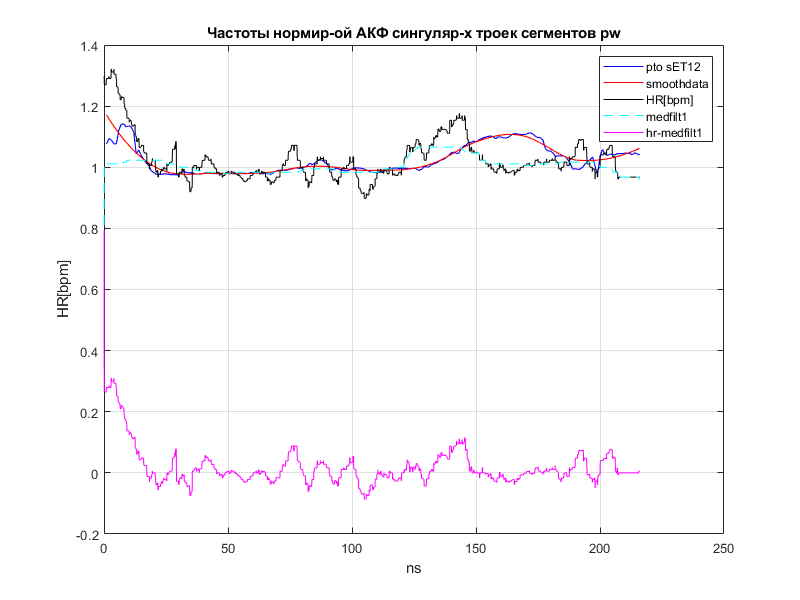 Частоты нормир-ой АКФ сингуляр-х троек сегментов pw
pto sET12
smoothdata
HR[bpm]
medfilt1
hr-medfilt1
1.4
1.2
1
0.8
0.6
0.4
0.2
0
-0.2
HR[bpm]
0
50
100
150
200
250
ns